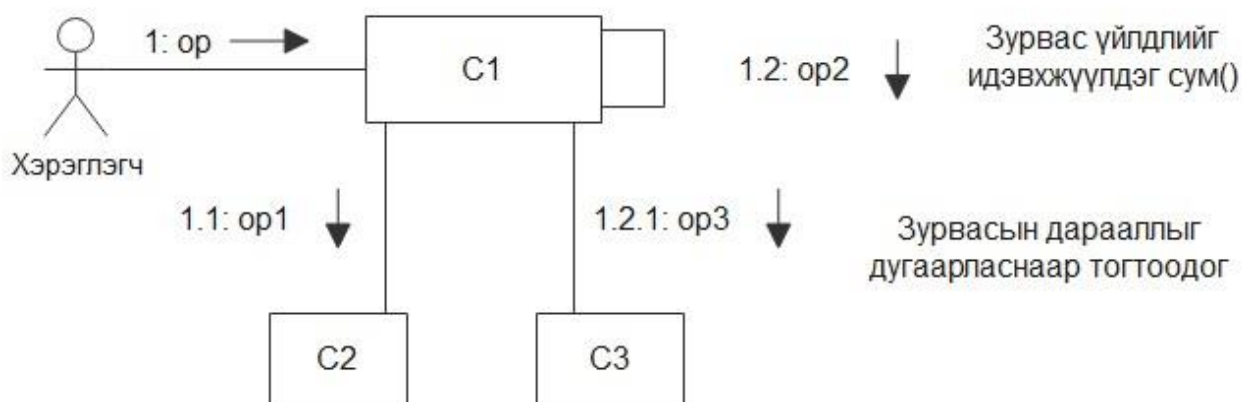 1: op
C1
1.2: op2
Зурвас үйлдлийг
идэвхжүүлдэг сум()
Хэрэглэгч
1.1: op1
1.2.1: op3
Зурвасын дарааллыг
дугаарласнаар тогтоодог
C2
C3